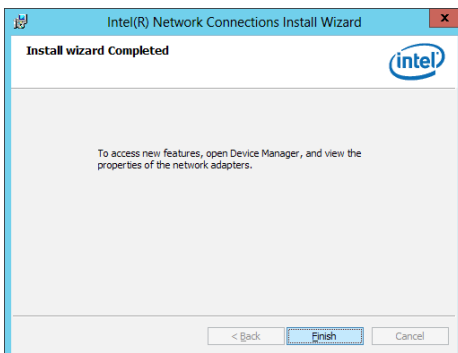 Intel(R) Network Connections Install Wizard
x
Install wizard Completed
intel
To access new features, open Device Manager, and view the
properties of the network adapters.
< Back
Finish
Cancel